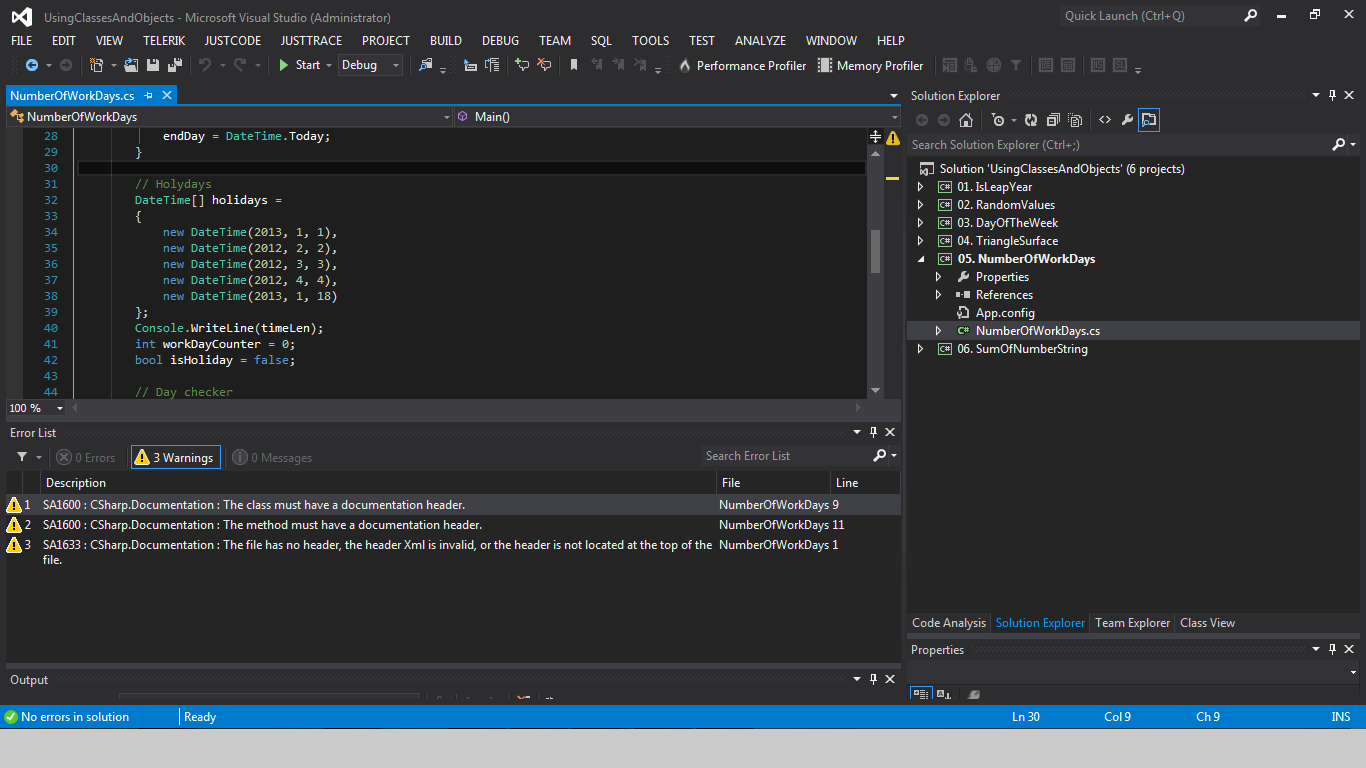 UsingClassesAndObjects - Microsoft Visual Studio (Administrator)
Quick Launch (Ctrl+Q)
FILE EDIT VIEW TELERIK JUSTCODE JUSTTRACE PROJECT BUILD DEBUG TEAM SQL TOOLS TEST ANALYZE WINDOW HELP
Start Debug Performance Profiler Memory Profiler
NumberOfWorkDays.cs
NumberOfWorkDays Main()
28 endDay = DateTime.Today;
29 }
30
31 // Holydays
32 DateTime[] holidays =
33 {
34 new DateTime(2013, 1, 1),
35 new DateTime(2012, 2, 2),
36 new DateTime(2012, 3, 3),
37 new DateTime(2012, 4, 4),
38 new DateTime(2013, 1, 18)
39 };
40 Console.WriteLine(timeLen);
41 int workDayCounter = 0;
42 bool isHoliday = false;
43
44 // Day checker
100 %
Error List
0 Errors 3 Warnings 0 Messages Search Error List
Description File Line
1 SA1600 : CSharp.Documentation : The class must have a documentation header. NumberOfWorkDays 9
2 SA1600 : CSharp.Documentation : The method must have a documentation header. NumberOfWorkDays 11
3 SA1633 : CSharp.Documentation : The file has no header, the header Xml is invalid, or the header is not located at the top of the NumberOfWorkDays 1
file.
Output
Solution Explorer
Search Solution Explorer (Ctrl+;)
Solution 'UsingClassesAndObjects' (6 projects)
C# 01. IsLeapYear
C# 02. RandomValues
C# 03. DayOfTheWeek
C# 04. TriangleSurface
C# 05. NumberOfWorkDays
Properties
References
App.config
C# NumberOfWorkDays.cs
C# 06. SumOfNumberString
Code Analysis Solution Explorer Team Explorer Class View
Properties
No errors in solution Ready Ln 30 Col 9 Ch 9 INS